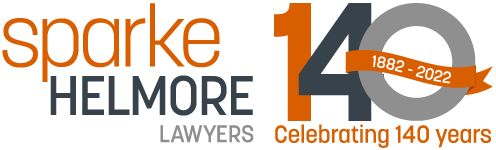 sparke
HELMORE
LAWYERS
140
1882 - 2022
Celebrating 140 years